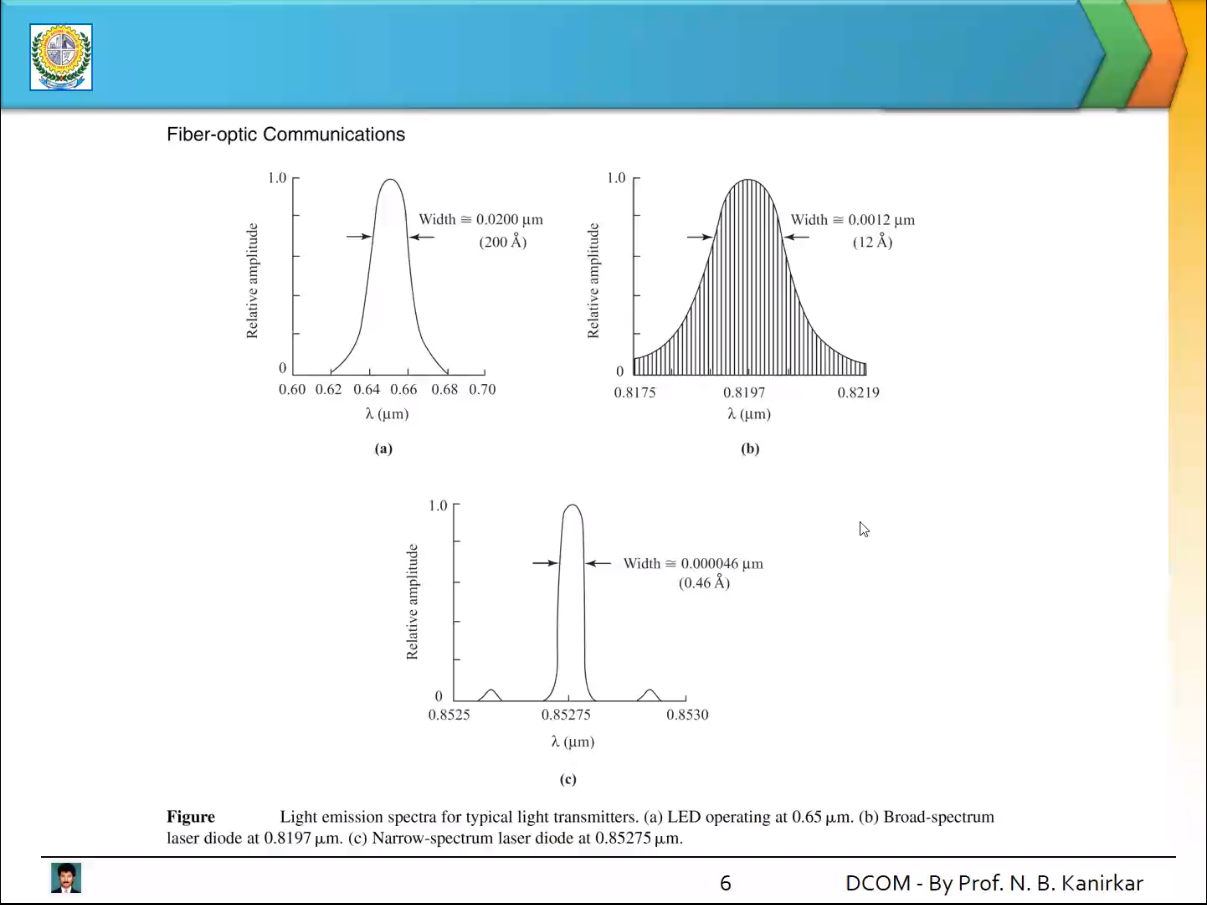 Fiber-optic Communications
1.0
Relative amplitude
Width ≅ 0.0200 µm
(200 Å)
0
0.60 0.62 0.64 0.66 0.68 0.70
λ (µm)
(a)
1.0
Relative amplitude
Width ≅ 0.0012 µm
(12 Å)
0
0.8175 0.8197 0.8219
λ (µm)
(b)
1.0
Relative amplitude
Width ≅ 0.000046 µm
(0.46 Å)
0
0.8525 0.85275 0.8530
λ (µm)
(c)
Figure Light emission spectra for typical light transmitters. (a) LED operating at 0.65 µm. (b) Broad-spectrum
laser diode at 0.8197 µm. (c) Narrow-spectrum laser diode at 0.85275 µm.
6 DCOM - By Prof. N. B. Kanirkar